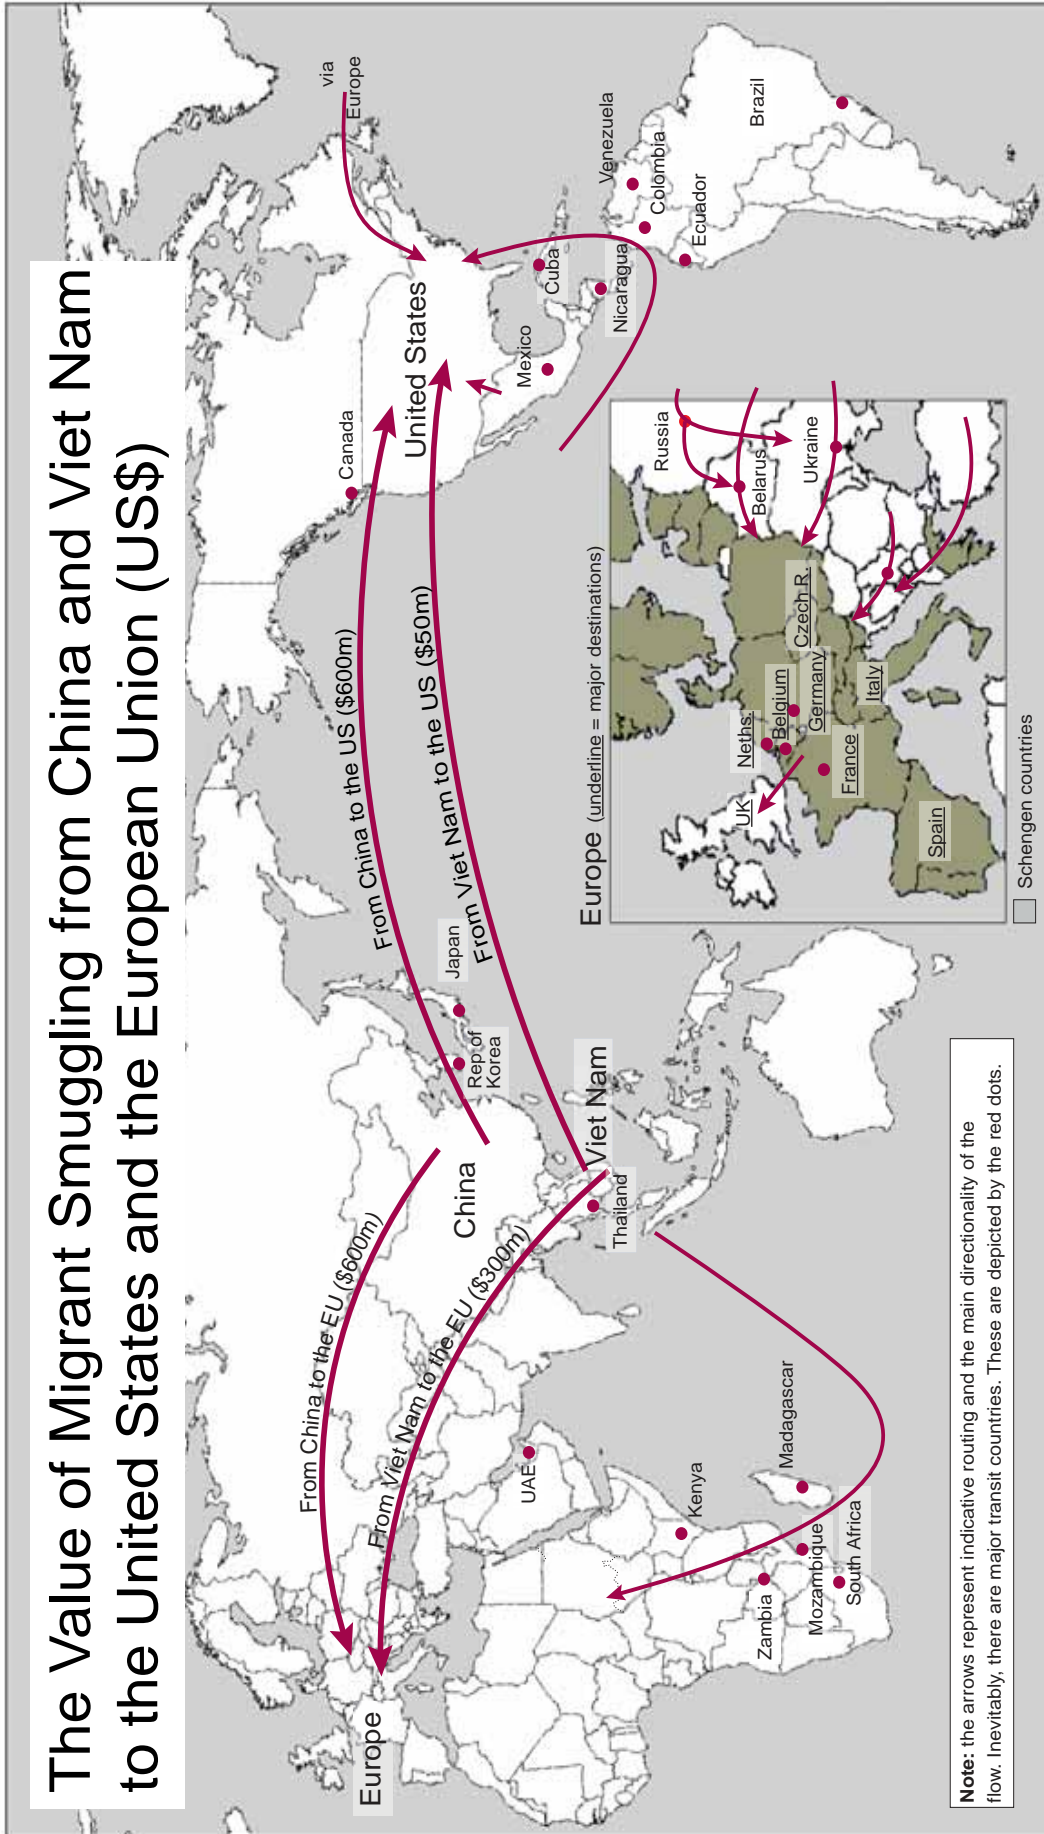 The Value of Migrant Smuggling from China and Viet Nam
to the United States and the European Union (US$)
via
Europe
Canada
United States
Mexico
Cuba
Nicaragua
Venezuela
Colombia
Ecuador
Brazil
From China to the US ($600m)
From Viet Nam to the US ($50m)
Japan
Rep of
Korea
China
Viet Nam
Thailand
From China to the EU ($600m)
From Viet Nam to the EU ($300m)
Europe
UAE
Kenya
Madagascar
Zambia
Mozambique
South Africa
Europe (underline = major destinations)
Russia
Belarus
Ukraine
Czech R.
Neths.
Belgium
Germany
Italy
UK
France
Spain
Schengen countries
Note: the arrows represent indicative routing and the main directionality of the
flow. Inevitably, there are major transit countries. These are depicted by the red dots.